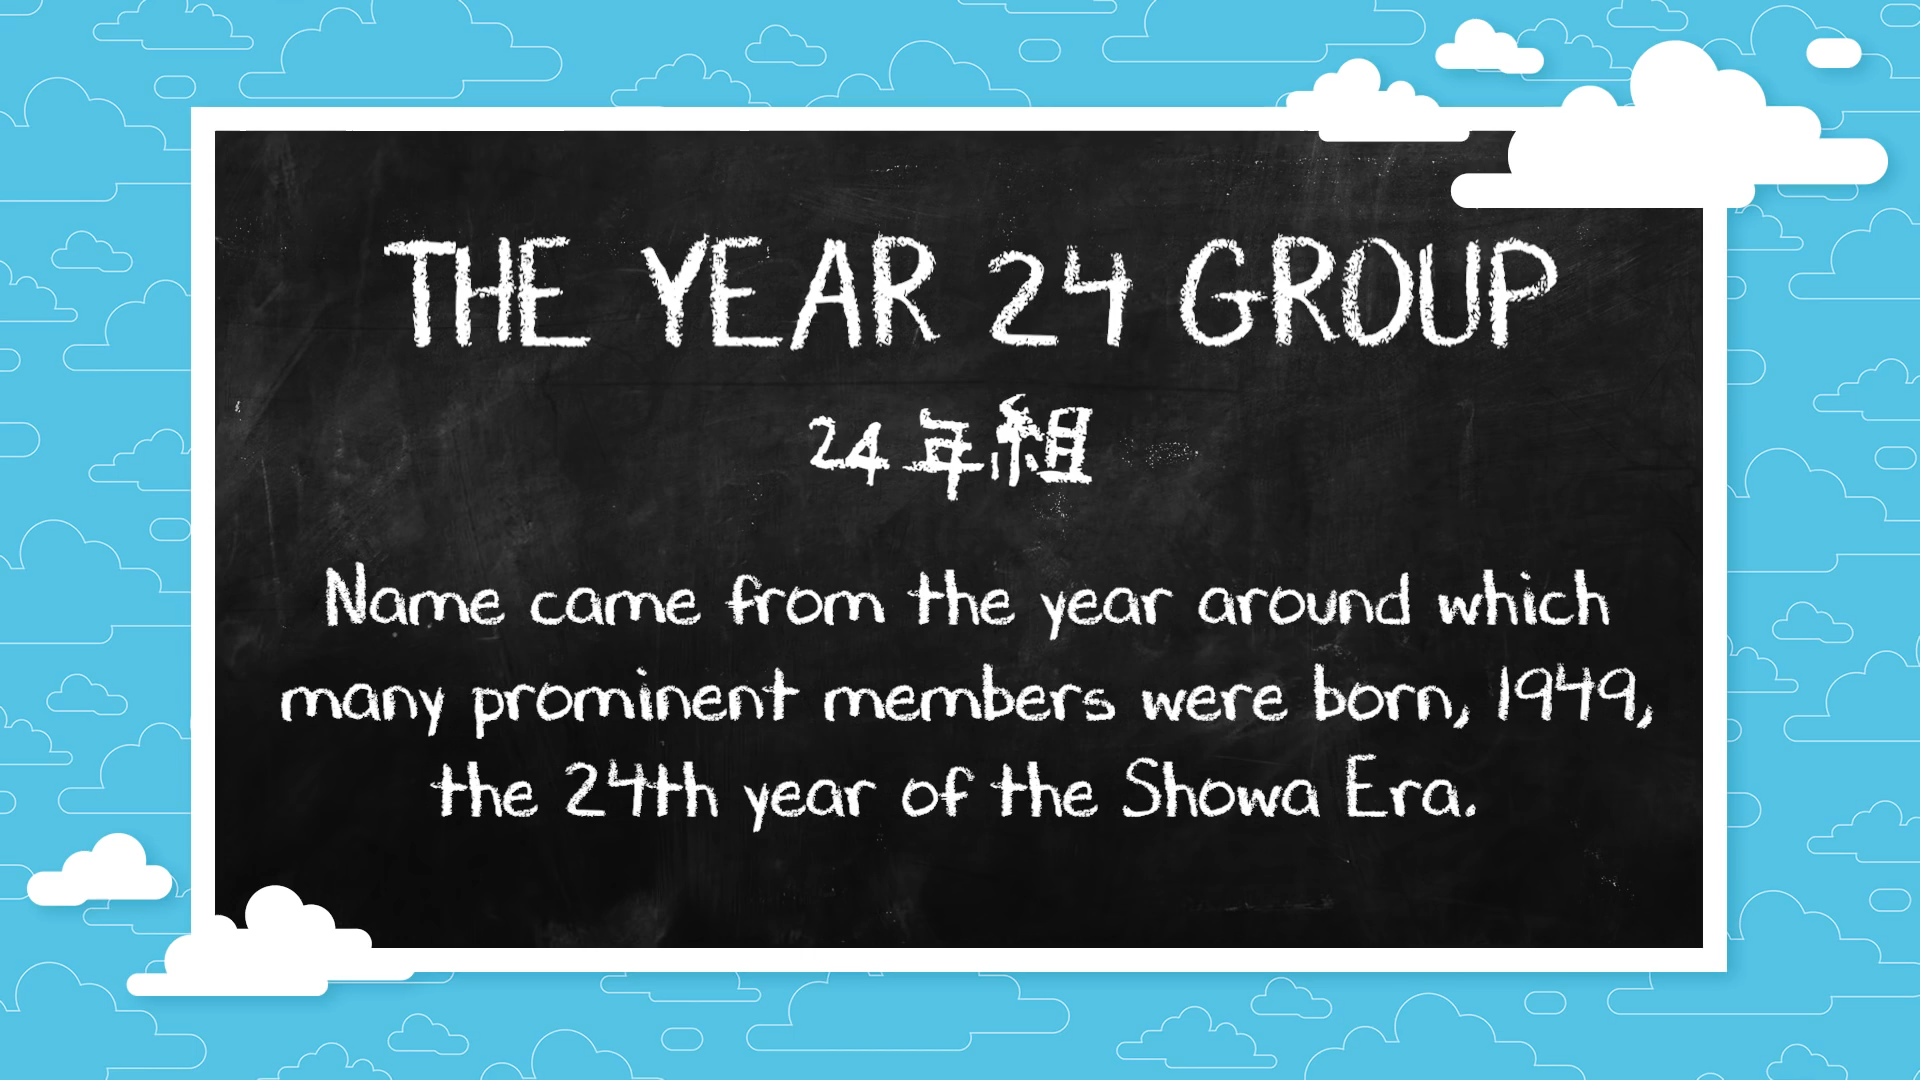 THE YEAR 24 GROUP
24年組
Name came from the year around which
many prominent members were born, 1949,
the 24th year of the Showa Era.